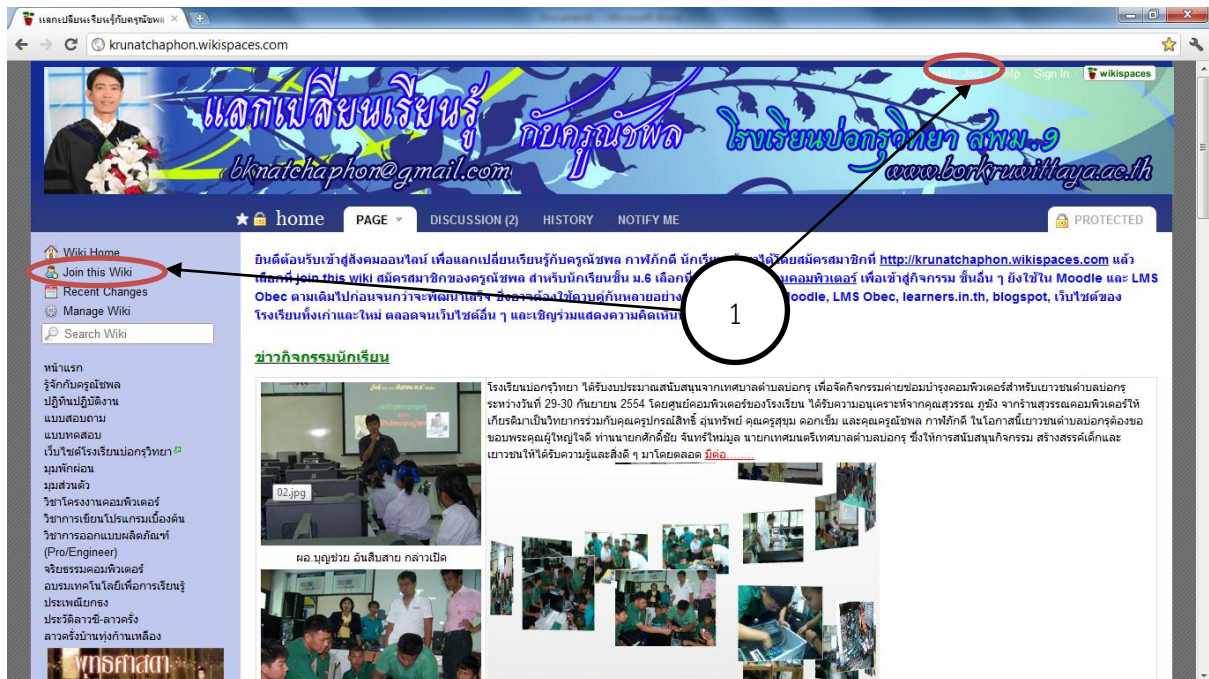 แลกเปลี่ยนเรียนรู้กับครูณัชพล
krunatchaphon.wikispaces.com
Join
Help · Sign In · wikispaces
แลกเปลี่ยนเรียนรู้ กับครูณัชพล โรงเรียนบ่อกรุวิทยา สพม.9
bknatchaphon@gmail.com www.borkruwittaya.ac.th
home PAGE DISCUSSION (2) HISTORY NOTIFY ME PROTECTED
Wiki Home
Join this Wiki
Recent Changes
Manage Wiki
Search Wiki
ยินดีต้อนรับเข้าสู่สังคมออนไลน์ เพื่อแลกเปลี่ยนเรียนรู้กับครูณัชพล กาฬภักดี นักเรียน ได้โดยสมัครสมาชิกที่ http://krunatchaphon.wikispaces.com แล้ว
เลือกที่ join this wiki สมัครสมาชิกของครูณัชพล สำหรับนักเรียนชั้น ม.6 เลือกที่ นคอมพิวเตอร์ เพื่อเข้าสู่กิจกรรม ชั้นอื่น ๆ ยังใช้ใน Moodle และ LMS
Obec ตามเดิมไปก่อนจนกว่าจะพัฒนาเสร็จ ซึ่งอาจต้องใช้ควบคู่กันหลายอย่าง Moodle, LMS Obec, learners.in.th, blogspot, เว็บไซต์ของ
โรงเรียนทั้งเก่าและใหม่ ตลอดจนเว็บไซต์อื่น ๆ และเชิญร่วมแสดงความคิดเห็น
1
ข่าวกิจกรรมนักเรียน
หน้าแรก
รู้จักกับครูณัชพล
ปฏิทินปฏิบัติงาน
แบบสอบถาม
แบบทดสอบ
เว็บไซต์โรงเรียนบ่อกรุวิทยา
มุมพักผ่อน
มุมส่วนตัว
วิชาโครงงานคอมพิวเตอร์
วิชาการเขียนโปรแกรมเบื้องต้น
วิชาการออกแบบผลิตภัณฑ์
(Pro/Engineer)
จริยธรรมคอมพิวเตอร์
อบรมเทคโนโลยีเพื่อการเรียนรู้
ประเพณียกธง
ประวัติลาวซี-ลาวครั่ง
ลาวครั่งบ้านทุ่งก้านเหลือง
พุทธศาสดา
02.jpg
ผอ.บุญช่วย อ้นสืบสาย กล่าวเปิด
โรงเรียนบ่อกรุวิทยา ได้รับงบประมาณสนับสนุนจากเทศบาลตำบลบ่อกรุ เพื่อจัดกิจกรรมค่ายซ่อมบำรุงคอมพิวเตอร์สำหรับเยาวชนตำบลบ่อกรุ
ระหว่างวันที่ 29-30 กันยายน 2554 โดยศูนย์คอมพิวเตอร์ของโรงเรียน ได้รับความอนุเคราะห์จากคุณสุวรรณ ภูฆัง จากร้านสุวรรณคอมพิวเตอร์ให้
เกียรติมาเป็นวิทยากรร่วมกับคุณครูปกรณ์สิทธิ์ อุ่นทรัพย์ คุณครูสุขุม ดอกเข็ม และคุณครูณัชพล กาฬภักดี ในโอกาสนี้เยาวชนตำบลบ่อกรุต้องขอ
ขอบพระคุณผู้ใหญ่ใจดี ท่านนายกศักดิ์ชัย จันทร์ใหม่มูล นายกเทศมนตรีเทศบาลตำบลบ่อกรุ ซึ่งให้การสนับสนุนกิจกรรม สร้างสรรค์เด็กและ
เยาวชนให้ได้รับความรู้และสิ่งดี ๆ มาโดยตลอด มีต่อ........